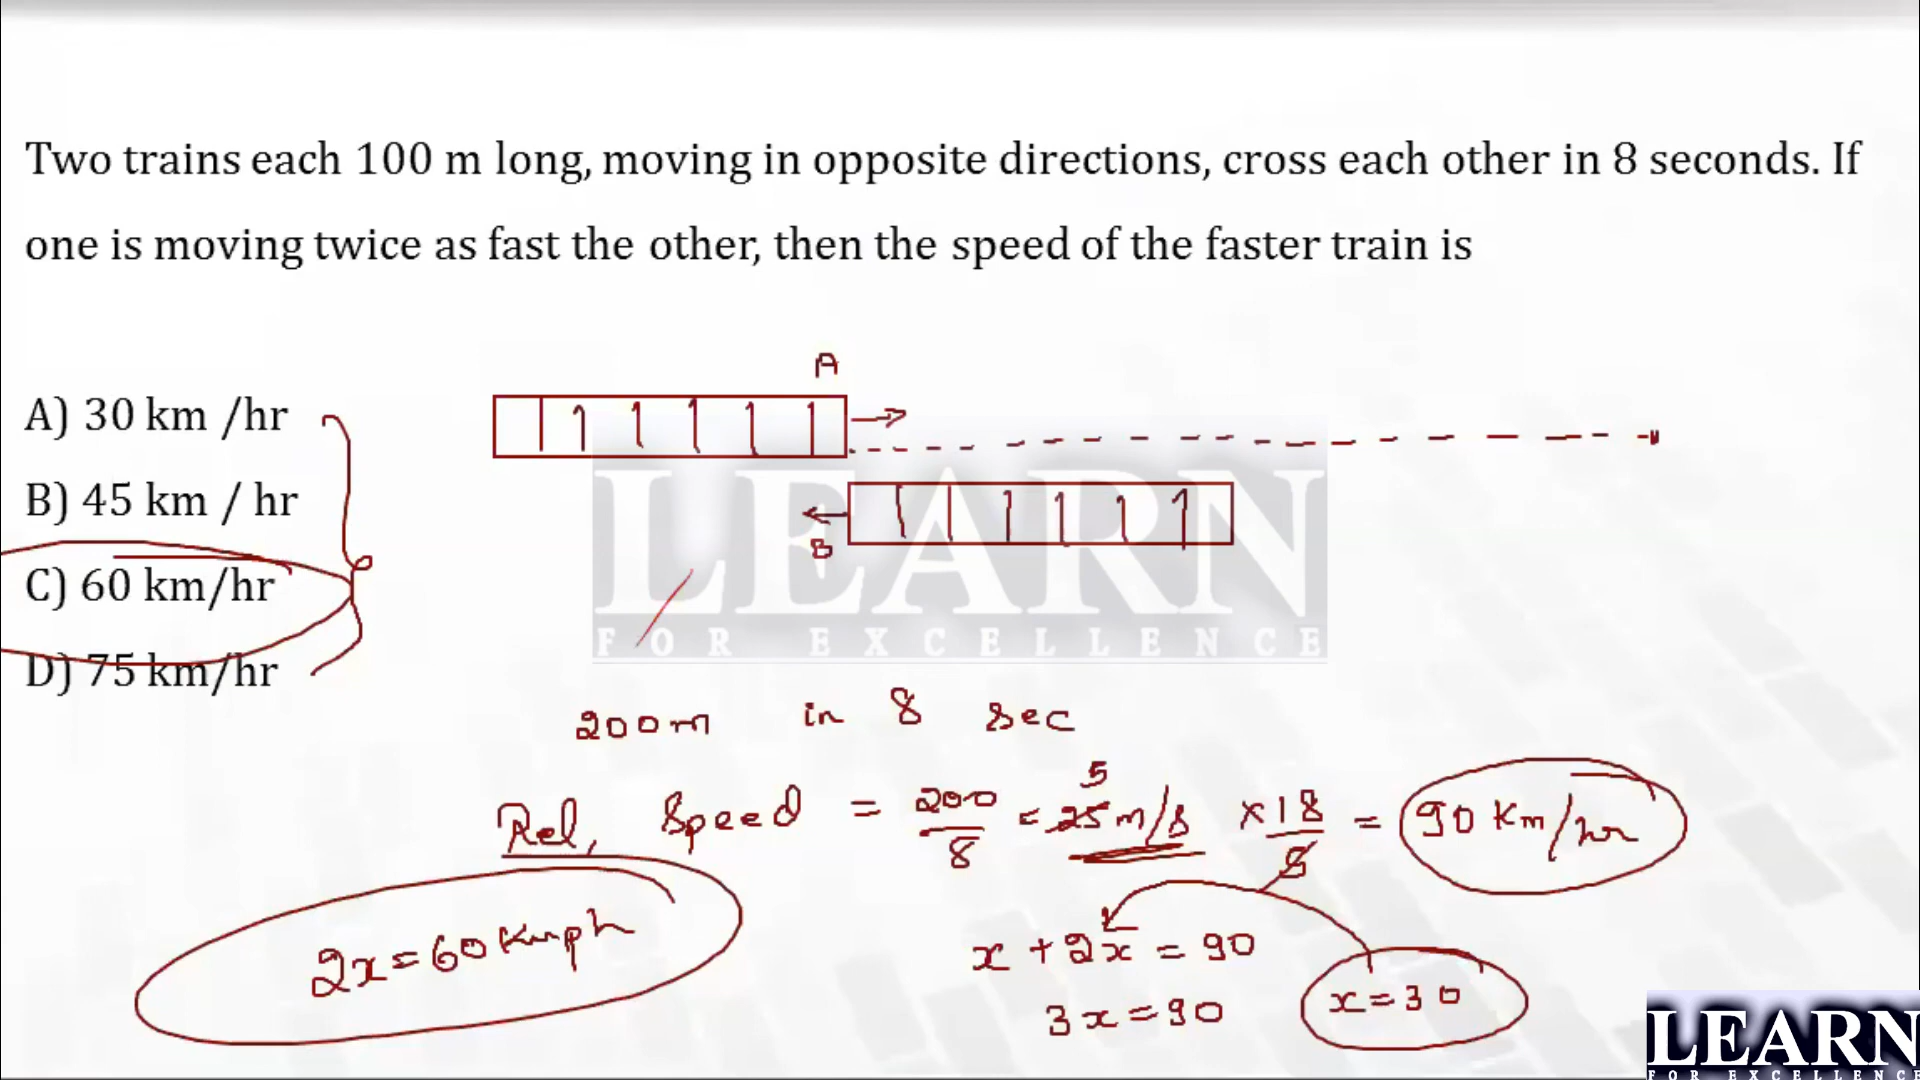 Two trains each 100 m long, moving in opposite directions, cross each other in 8 seconds. If
one is moving twice as fast the other, then the speed of the faster train is
A
A) 30 km /hr
B) 45 km / hr
B
C) 60 km/hr
D) 75 km/hr
LEARN
FOR EXCELLENCE
200m in 8 sec
Rel, Speed = 200/8 = 25 m/s × 18/5 = 90 Km/hr
5
x + 2x = 90
2x = 60 Kmph
3x = 90
x = 30
LEARN
FOR EXCELLENCE